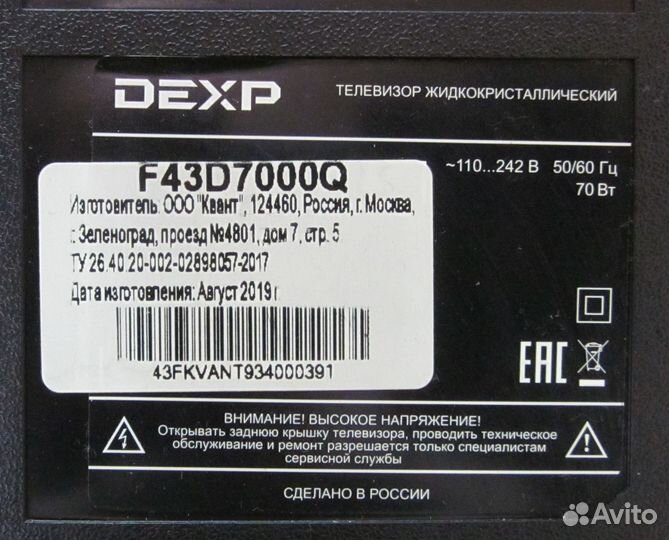 DEXP
ТЕЛЕВИЗОР ЖИДКОКРИСТАЛЛИЧЕСКИЙ
F43D7000Q
Изготовитель: ООО "Квант", 124460, Россия, г. Москва,
г. Зеленоград, проезд №4801, дом 7, стр. 5
ТУ 26.40.20-002-02898057-2017
Дата изготовления: Август 2019 г
43FKVANT934000391
~110...242 В 50/60 Гц
70 Вт
EAC
ВНИМАНИЕ! ВЫСОКОЕ НАПРЯЖЕНИЕ!
Открывать заднюю крышку телевизора, проводить техническое
обслуживание и ремонт разрешается только специалистам
сервисной службы
СДЕЛАНО В РОССИИ
Avito